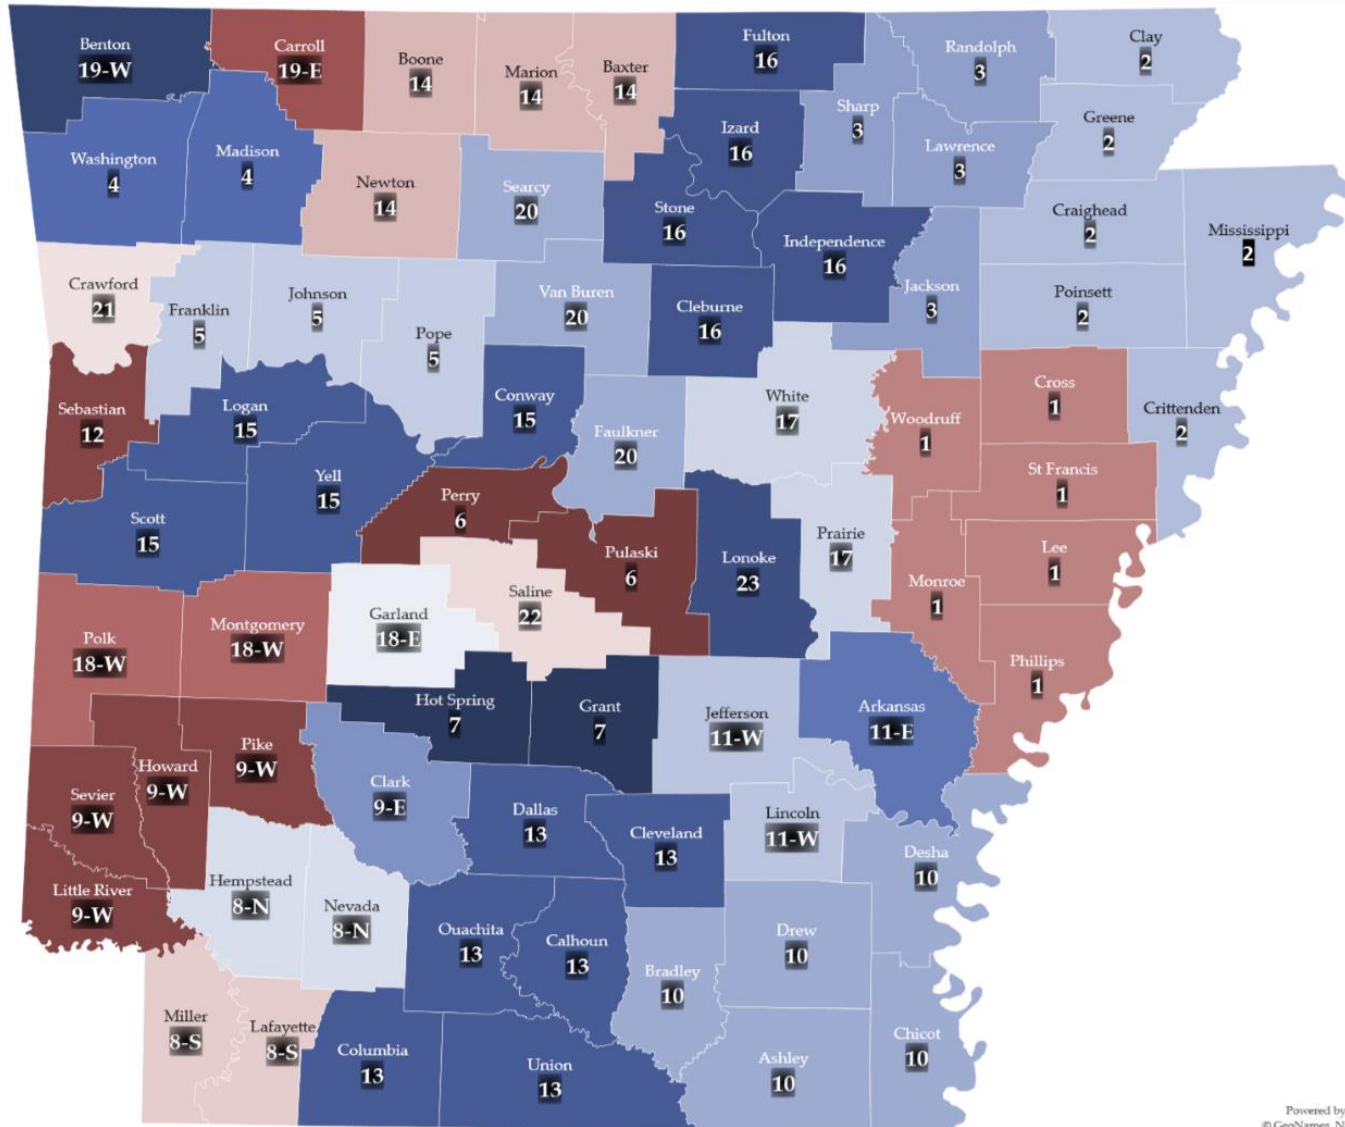 Benton
19-W
Carroll
19-E
Boone
14
Marion
14
Baxter
14
Fulton
16
Randolph
3
Clay
2
Washington
4
Madison
4
Newton
14
Searcy
20
Stone
16
Izard
16
Sharp
3
Lawrence
3
Greene
2
Craighead
2
Mississippi
2
Crawford
21
Franklin
5
Johnson
5
Pope
5
Van Buren
20
Cleburne
16
Independence
16
Jackson
3
Poinsett
2
Sebastian
12
Logan
15
Conway
15
Faulkner
20
White
17
Woodruff
1
Cross
1
Crittenden
2
Scott
15
Yell
15
Perry
6
Pulaski
6
Lonoke
23
Prairie
17
St Francis
1
Monroe
1
Lee
1
Polk
18-W
Montgomery
18-W
Garland
18-E
Saline
22
Phillips
1
Hot Spring
7
Grant
7
Jefferson
11-W
Arkansas
11-E
Sevier
9-W
Howard
9-W
Pike
9-W
Clark
9-E
Dallas
13
Cleveland
13
Lincoln
11-W
Desha
10
Little River
9-W
Hempstead
8-N
Nevada
8-N
Ouachita
13
Calhoun
13
Bradley
10
Drew
10
Miller
8-S
Lafayette
8-S
Columbia
13
Union
13
Ashley
10
Chicot
10
Powered by
© GeoNames, N